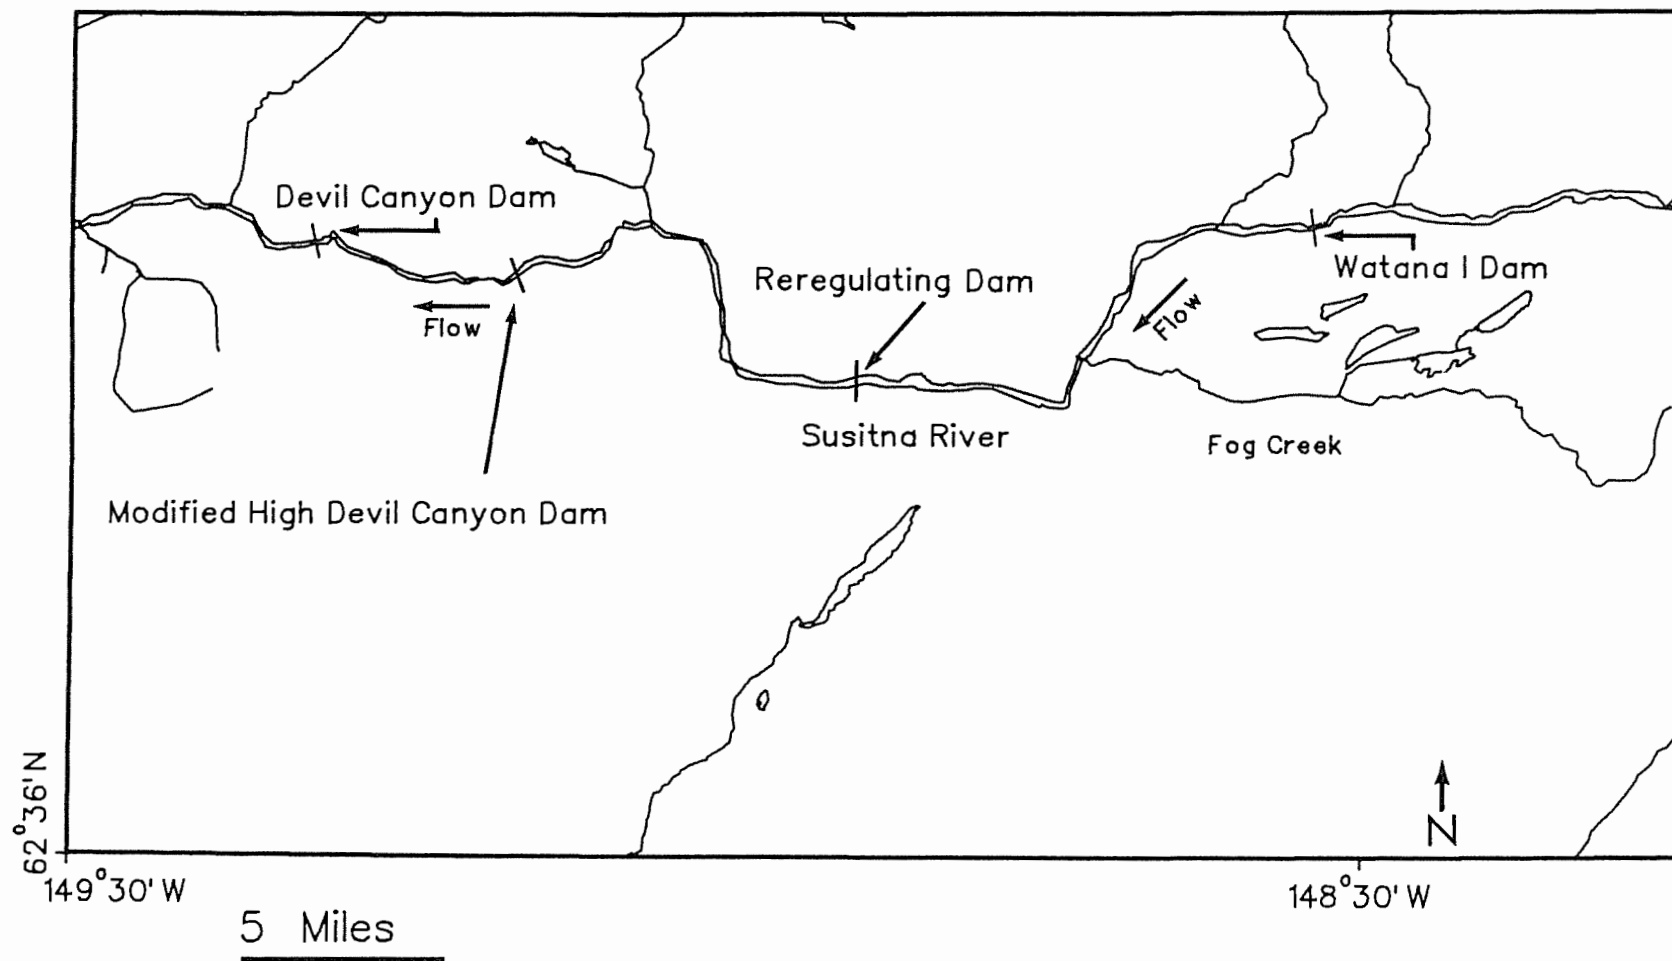 Devil Canyon Dam
Watana I Dam
Reregulating Dam
Flow
Flow
Susitna River
Fog Creek
Modified High Devil Canyon Dam
N
62°36'N
149°30'W
148°30'W
5 Miles